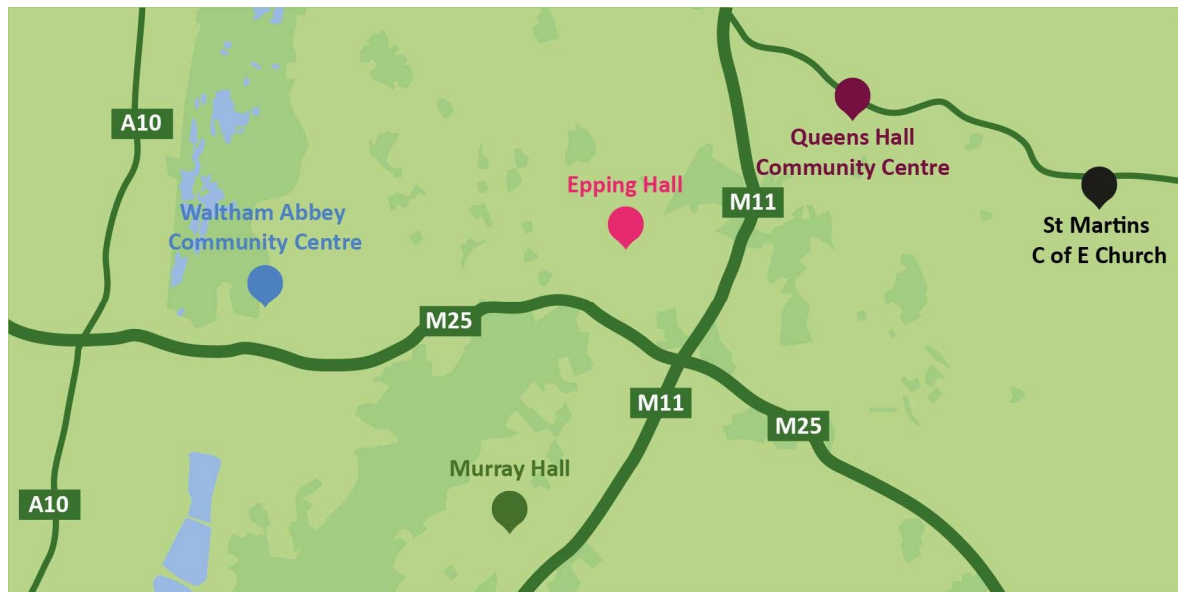 A10
Queens Hall
Community Centre
Epping Hall
M11
Waltham Abbey
Community Centre
St Martins
C of E Church
M25
M11
M25
Murray Hall
A10